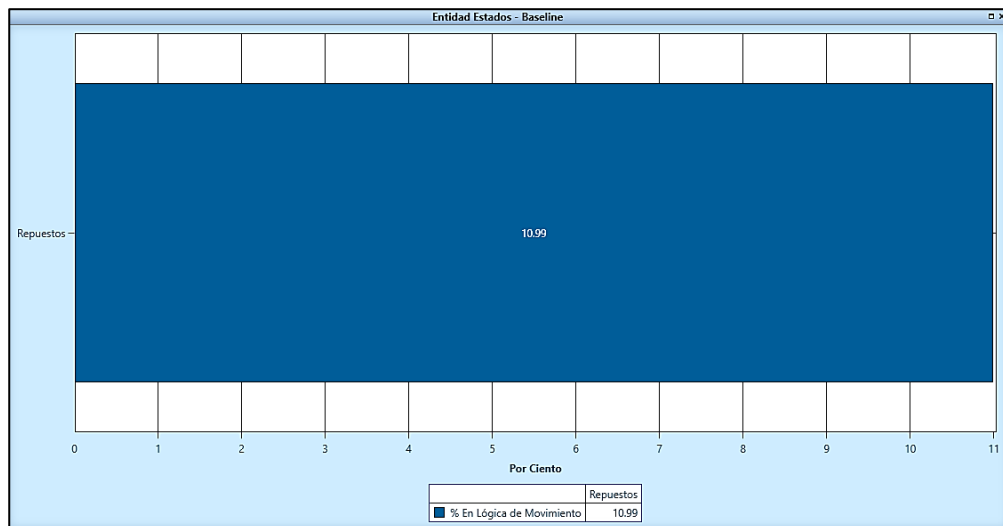 Entidad Estados - Baseline
Repuestos
10.99
0 1 2 3 4 5 6 7 8 9 10 11
Por Ciento
Repuestos
% En Lógica de Movimiento 10.99